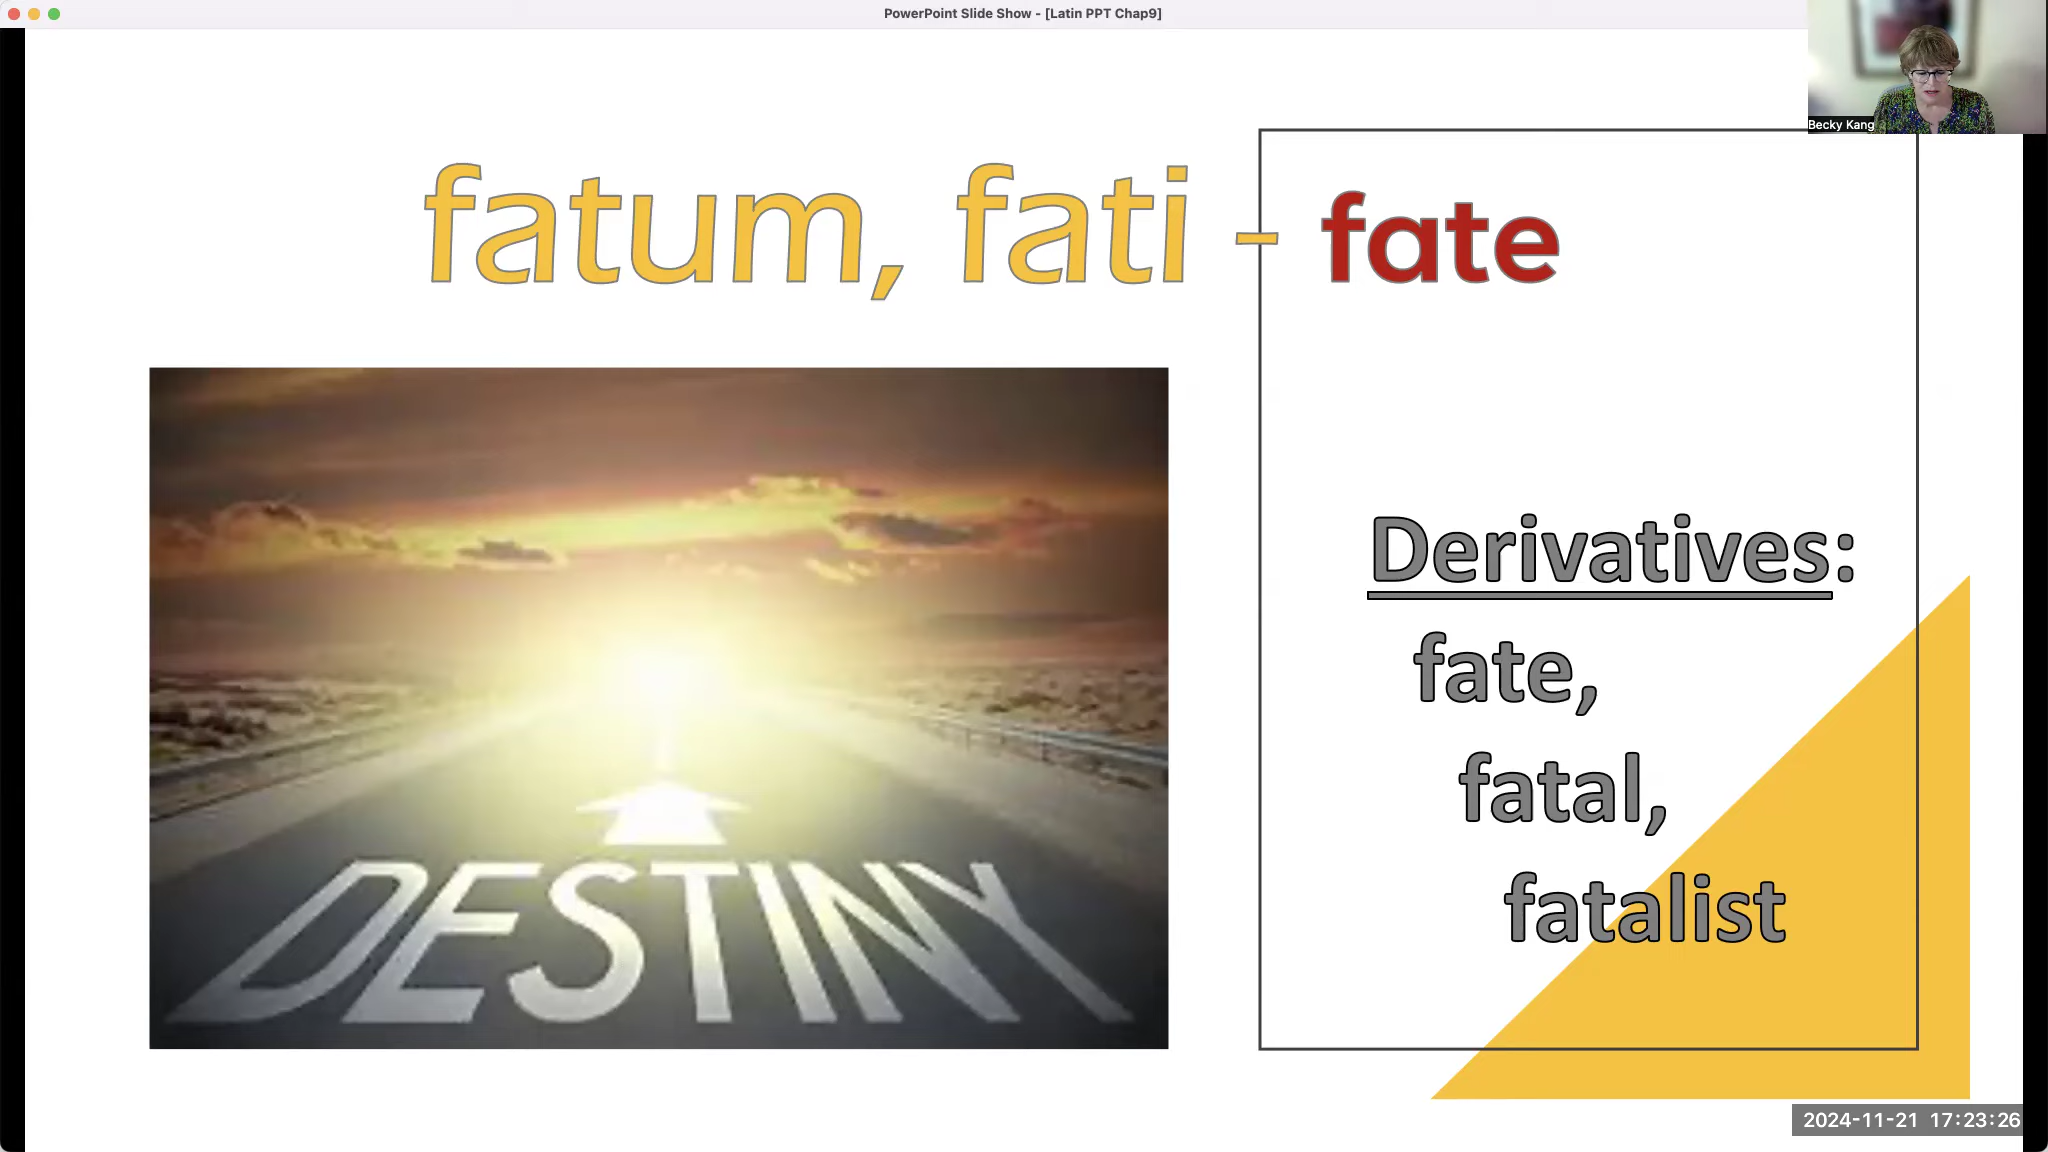 PowerPoint Slide Show - [Latin PPT Chap9]
Becky Kang
fatum, fati - fate
DESTINY
Derivatives:
fate,
fatal,
fatalist
2024-11-21 17:23:26